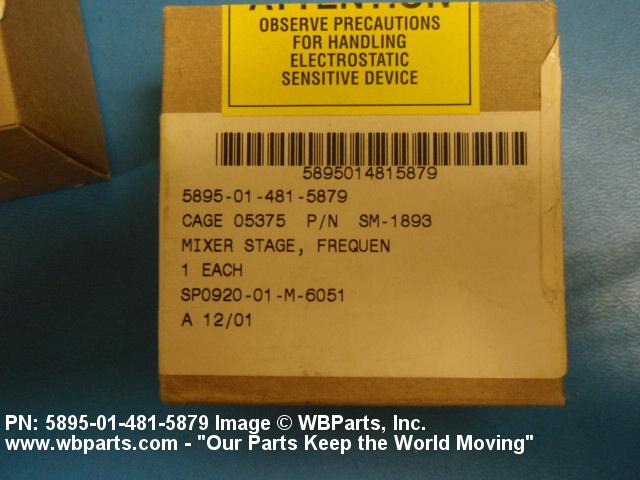 ATTENTION
OBSERVE PRECAUTIONS
FOR HANDLING
ELECTROSTATIC
SENSITIVE DEVICE
5895014815879
5895-01-481-5879
CAGE 05375 P/N SM-1893
MIXER STAGE, FREQUEN
1 EACH
SP0920-01-M-6051
A 12/01
PN: 5895-01-481-5879 Image © WBParts, Inc.
www.wbparts.com - "Our Parts Keep the World Moving"